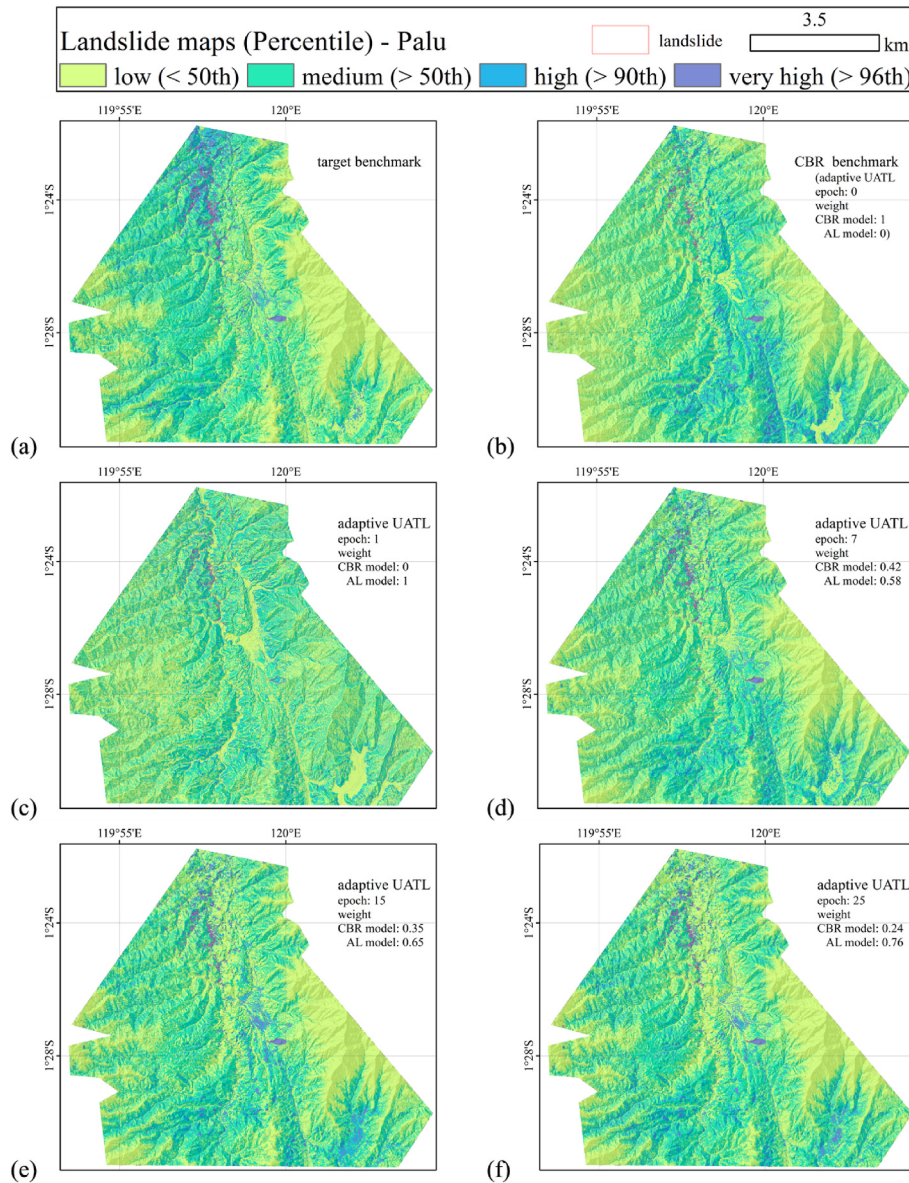 Landslide maps (Percentile) - Palu
landslide
3.5
km
low (< 50th)
medium (> 50th)
high (> 90th)
very high (> 96th)
119°55'E
120°E
119°55'E
120°E
target benchmark
CBR benchmark
(adaptive UATL
epoch: 0
weight
CBR model: 1
AL model: 0)
1°24'S
1°24'S
1°28'S
1°28'S
(a)
(b)
119°55'E
120°E
119°55'E
120°E
adaptive UATL
epoch: 1
weight
CBR model: 0
AL model: 1
adaptive UATL
epoch: 7
weight
CBR model: 0.42
AL model: 0.58
1°24'S
1°24'S
1°28'S
1°28'S
(c)
(d)
119°55'E
120°E
119°55'E
120°E
adaptive UATL
epoch: 15
weight
CBR model: 0.35
AL model: 0.65
adaptive UATL
epoch: 25
weight
CBR model: 0.24
AL model: 0.76
1°24'S
1°24'S
1°28'S
1°28'S
(e)
(f)